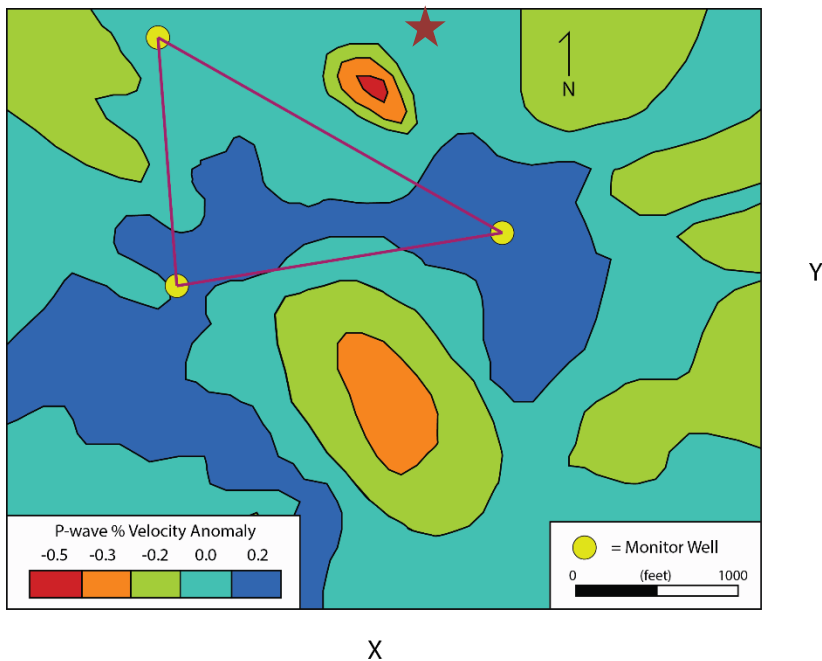 N
Y
P-wave % Velocity Anomaly
-0.5 -0.3 -0.2 0.0 0.2
= Monitor Well
0 (feet) 1000
X